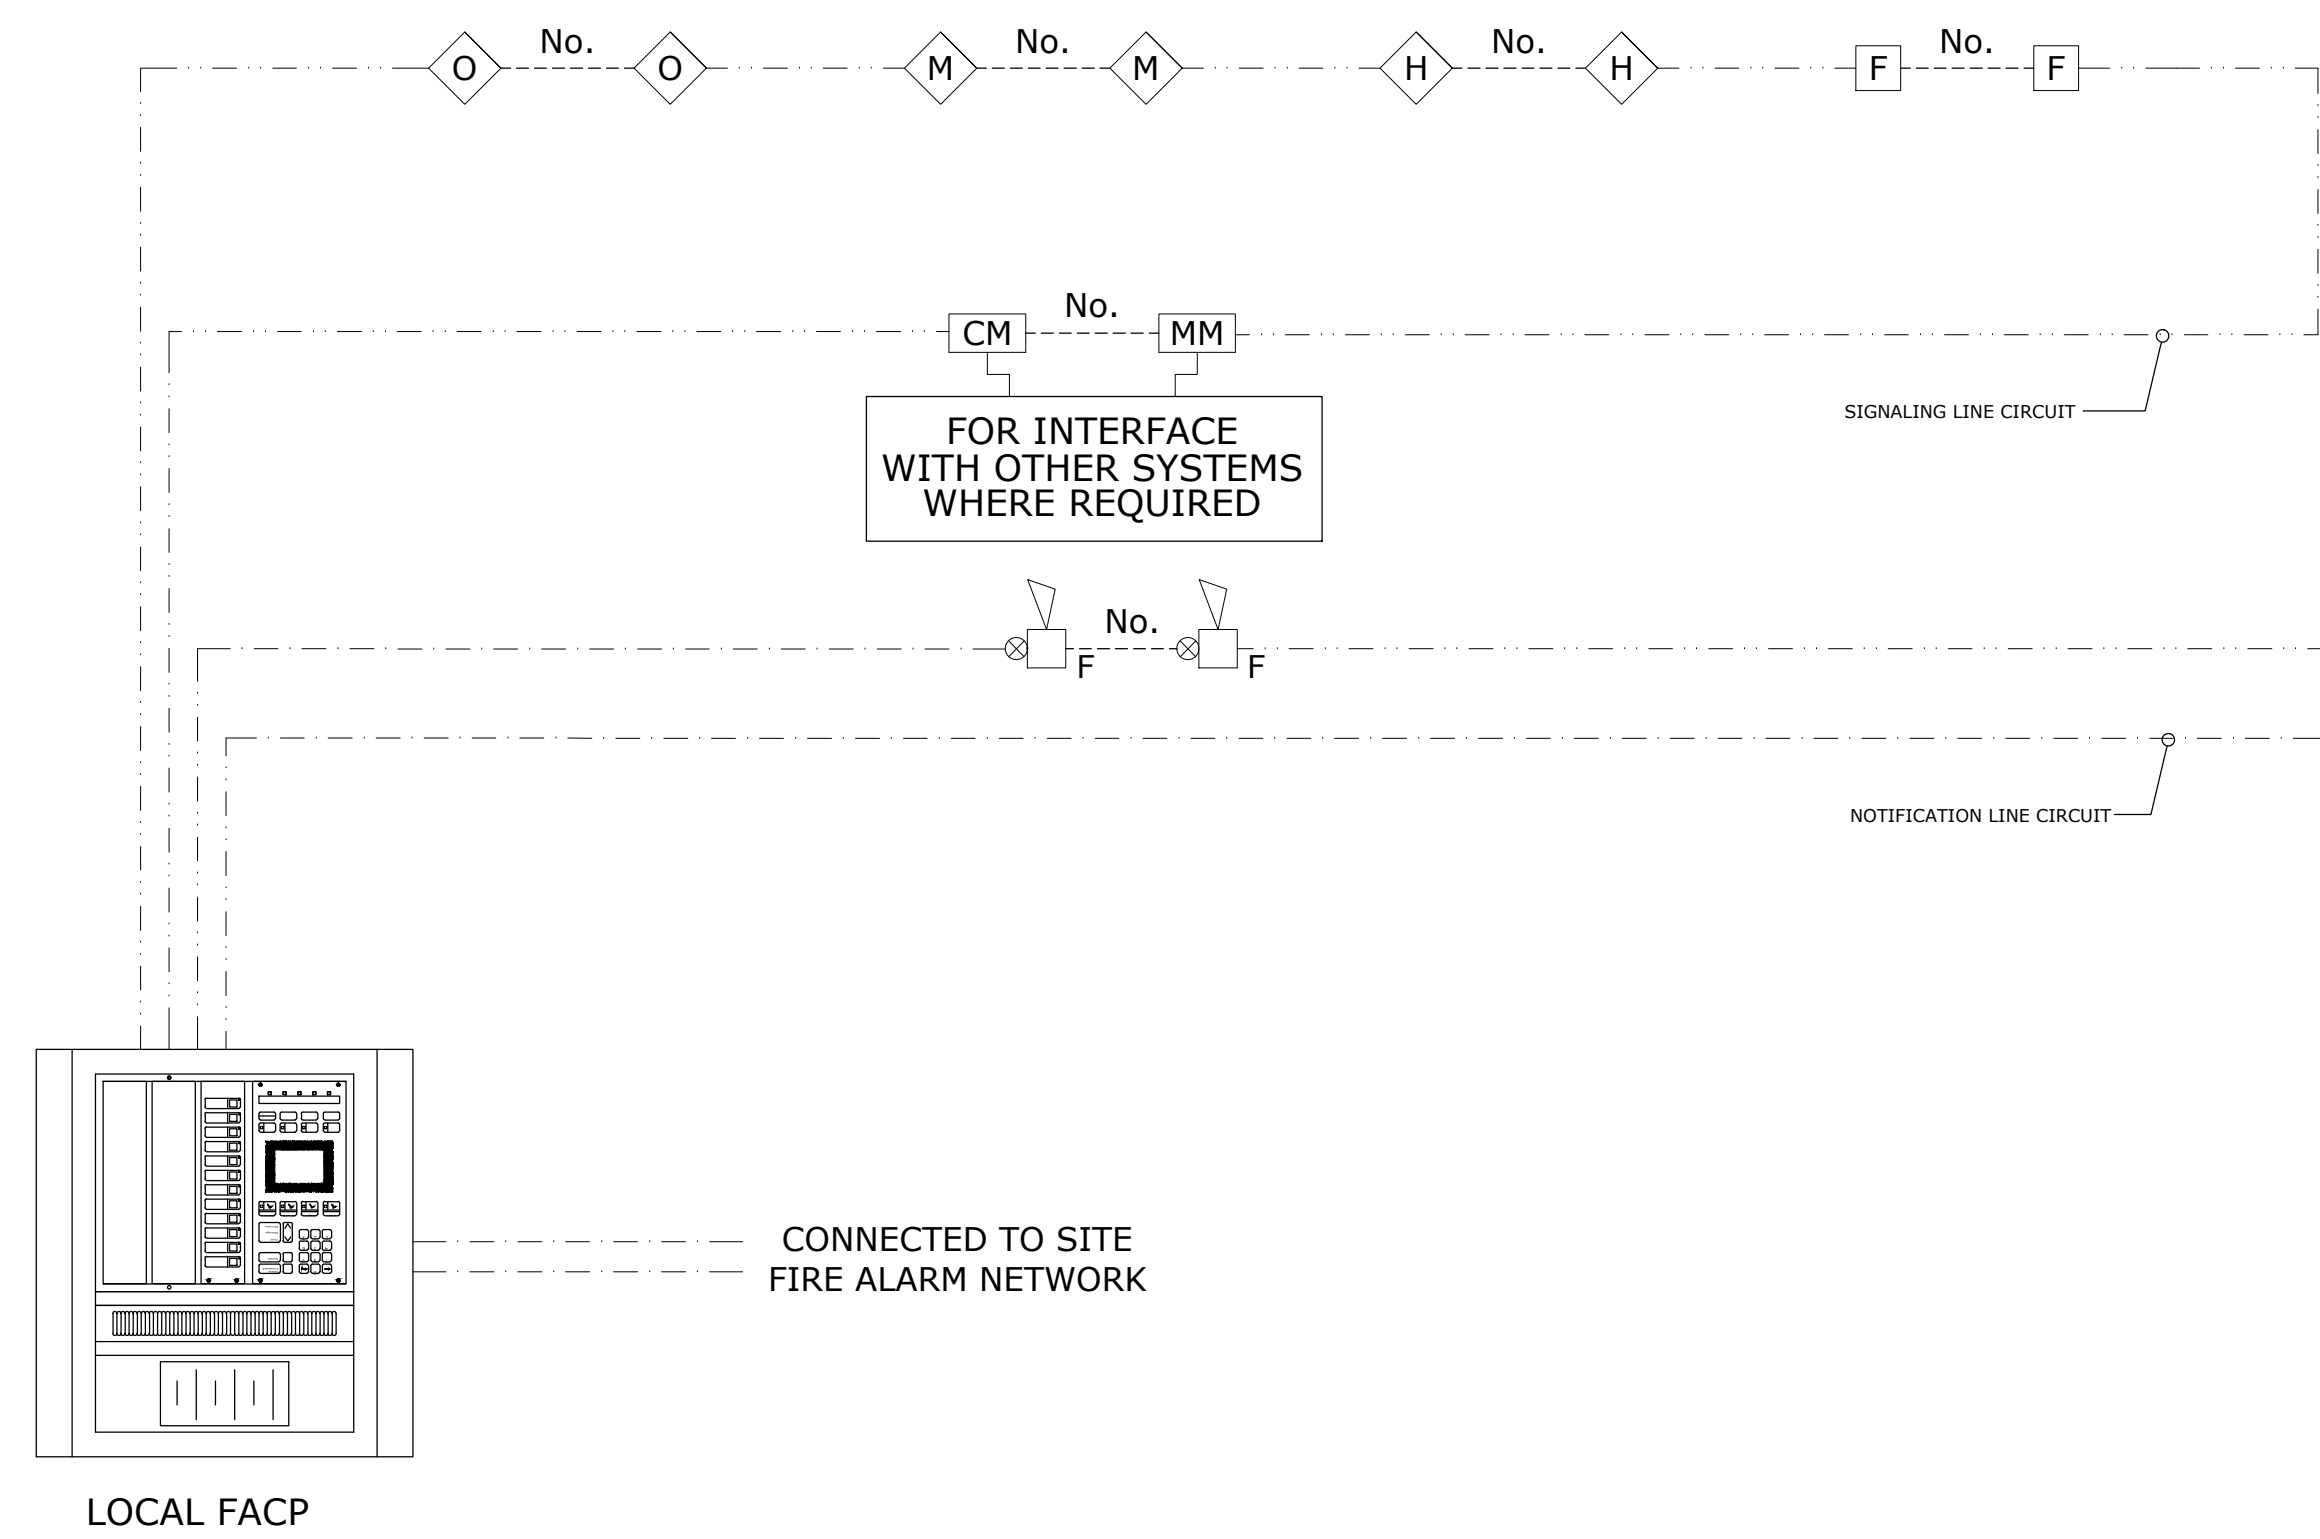 No. No. No. No.
O O M M H H F F
No.
CM MM
SIGNALING LINE CIRCUIT
FOR INTERFACE
WITH OTHER SYSTEMS
WHERE REQUIRED
No.
F F
NOTIFICATION LINE CIRCUIT
CONNECTED TO SITE
FIRE ALARM NETWORK
LOCAL FACP